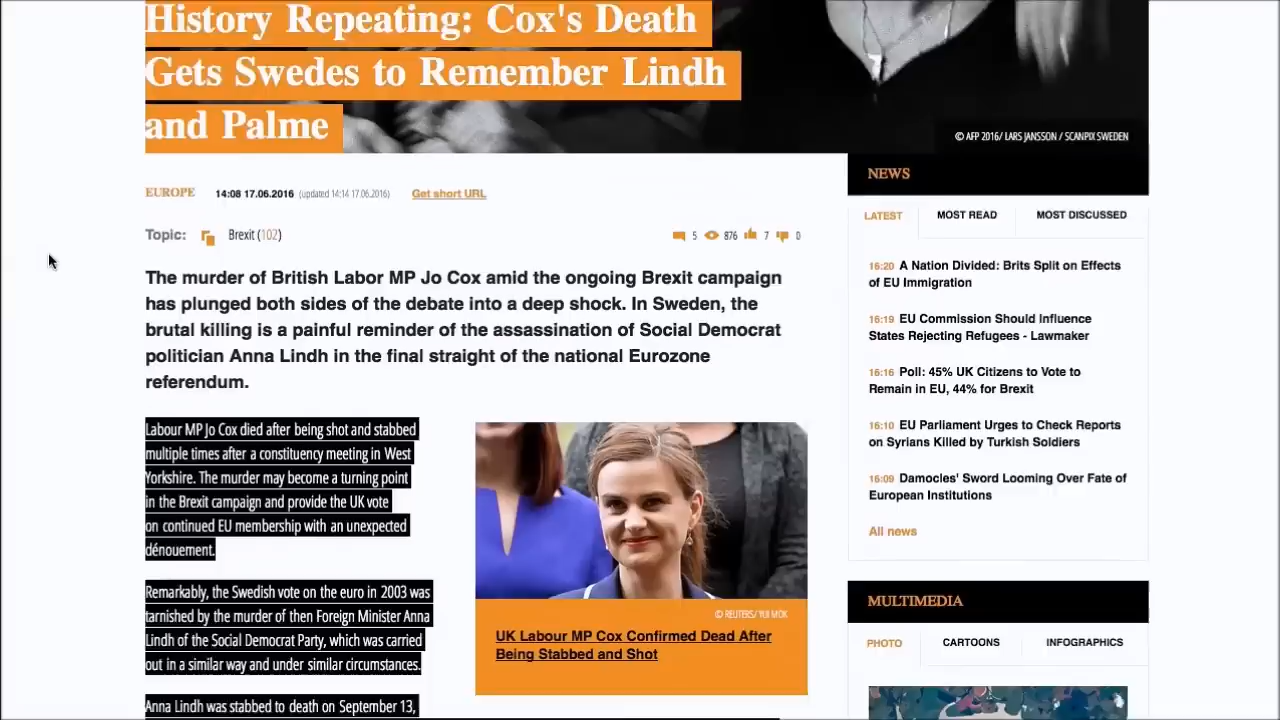 History Repeating: Cox's Death
Gets Swedes to Remember Lindh
and Palme
© AFP 2016/ LARS JANSSON / SCANPIX SWEDEN
EUROPE 14:08 17.06.2016 (updated 14:14 17.06.2016) Get short URL
Topic: Brexit (102) 5 876 7 0
The murder of British Labor MP Jo Cox amid the ongoing Brexit campaign
has plunged both sides of the debate into a deep shock. In Sweden, the
brutal killing is a painful reminder of the assassination of Social Democrat
politician Anna Lindh in the final straight of the national Eurozone
referendum.
Labour MP Jo Cox died after being shot and stabbed
multiple times after a constituency meeting in West
Yorkshire. The murder may become a turning point
in the Brexit campaign and provide the UK vote
on continued EU membership with an unexpected
dénouement.
Remarkably, the Swedish vote on the euro in 2003 was
tarnished by the murder of then Foreign Minister Anna
Lindh of the Social Democrat Party, which was carried
out in a similar way and under similar circumstances.
Anna Lindh was stabbed to death on September 13,
© REUTERS/ YUI MOK
UK Labour MP Cox Confirmed Dead After
Being Stabbed and Shot
NEWS
LATEST MOST READ MOST DISCUSSED
16:20 A Nation Divided: Brits Split on Effects
of EU Immigration
16:19 EU Commission Should Influence
States Rejecting Refugees - Lawmaker
16:16 Poll: 45% UK Citizens to Vote to
Remain in EU, 44% for Brexit
16:10 EU Parliament Urges to Check Reports
on Syrians Killed by Turkish Soldiers
16:09 Damocles' Sword Looming Over Fate of
European Institutions
All news
MULTIMEDIA
PHOTO CARTOONS INFOGRAPHICS